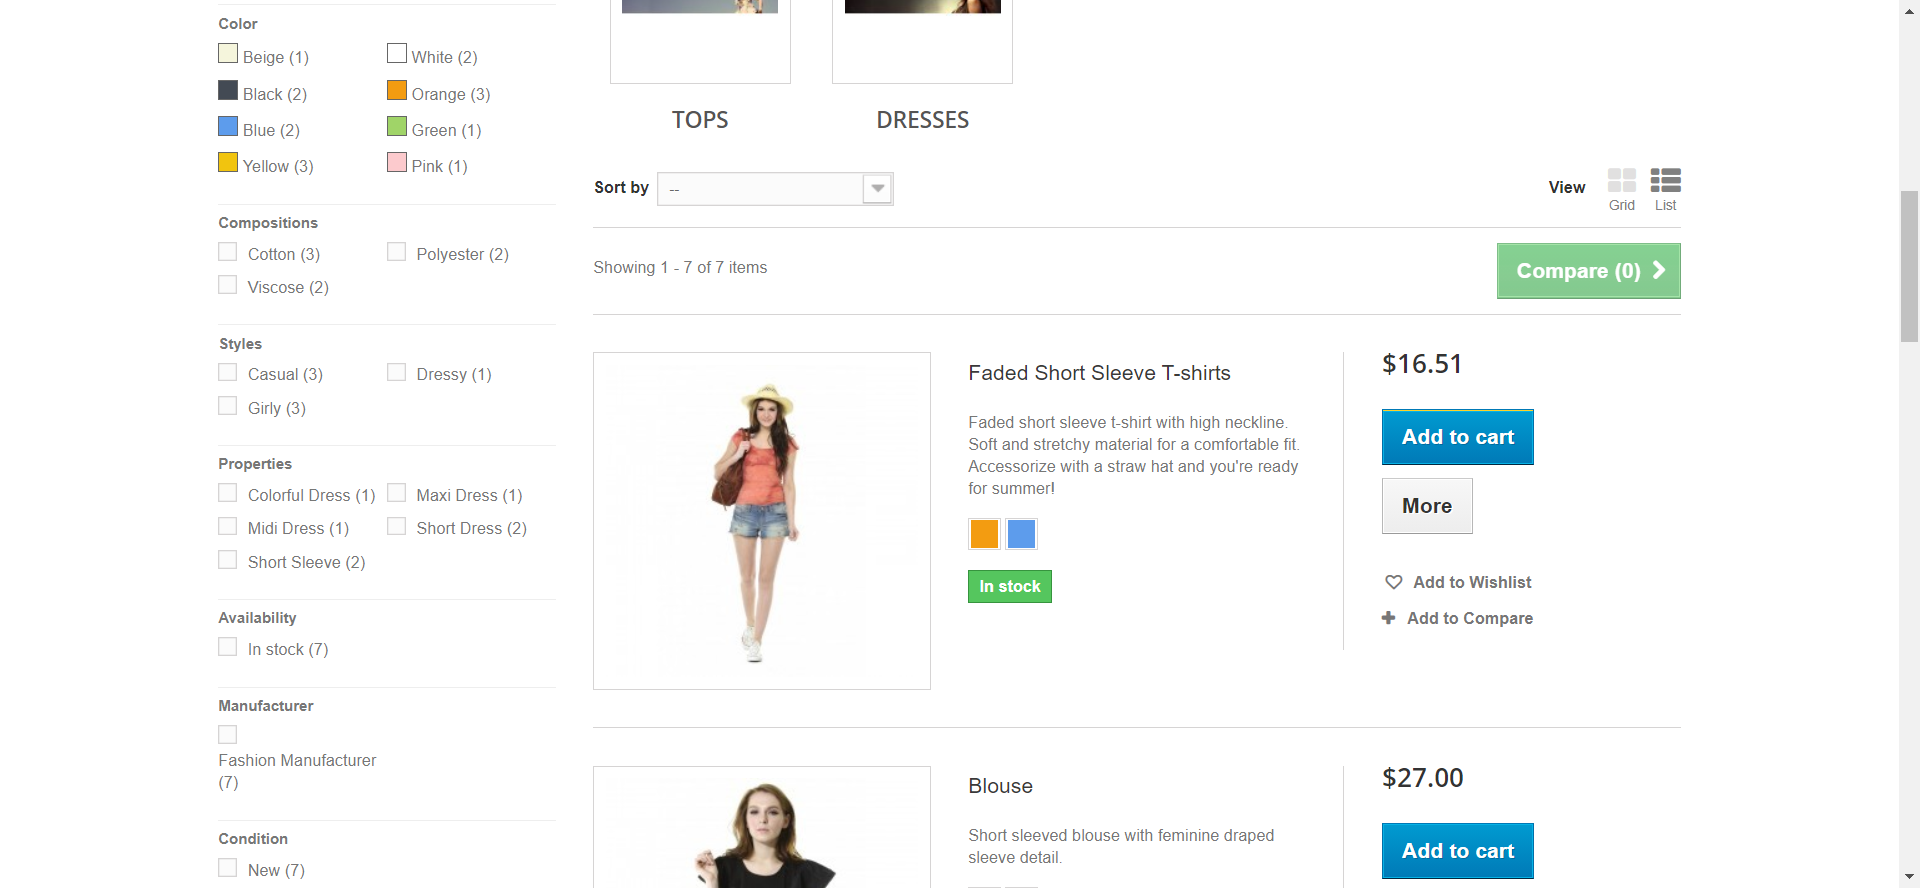 Color
Beige (1)
White (2)
Black (2)
Orange (3)
Blue (2)
Green (1)
Yellow (3)
Pink (1)
Compositions
Cotton (3)
Polyester (2)
Viscose (2)
Styles
Casual (3)
Dressy (1)
Girly (3)
Properties
Colorful Dress (1)
Maxi Dress (1)
Midi Dress (1)
Short Dress (2)
Short Sleeve (2)
Availability
In stock (7)
Manufacturer
Fashion Manufacturer
(7)
Condition
New (7)
TOPS
DRESSES
Sort by
--
View
Grid
List
Showing 1 - 7 of 7 items
Compare (0)
Faded Short Sleeve T-shirts
Faded short sleeve t-shirt with high neckline.
Soft and stretchy material for a comfortable fit.
Accessorize with a straw hat and you're ready
for summer!
In stock
$16.51
Add to cart
More
Add to Wishlist
Add to Compare
Blouse
Short sleeved blouse with feminine draped
sleeve detail.
$27.00
Add to cart